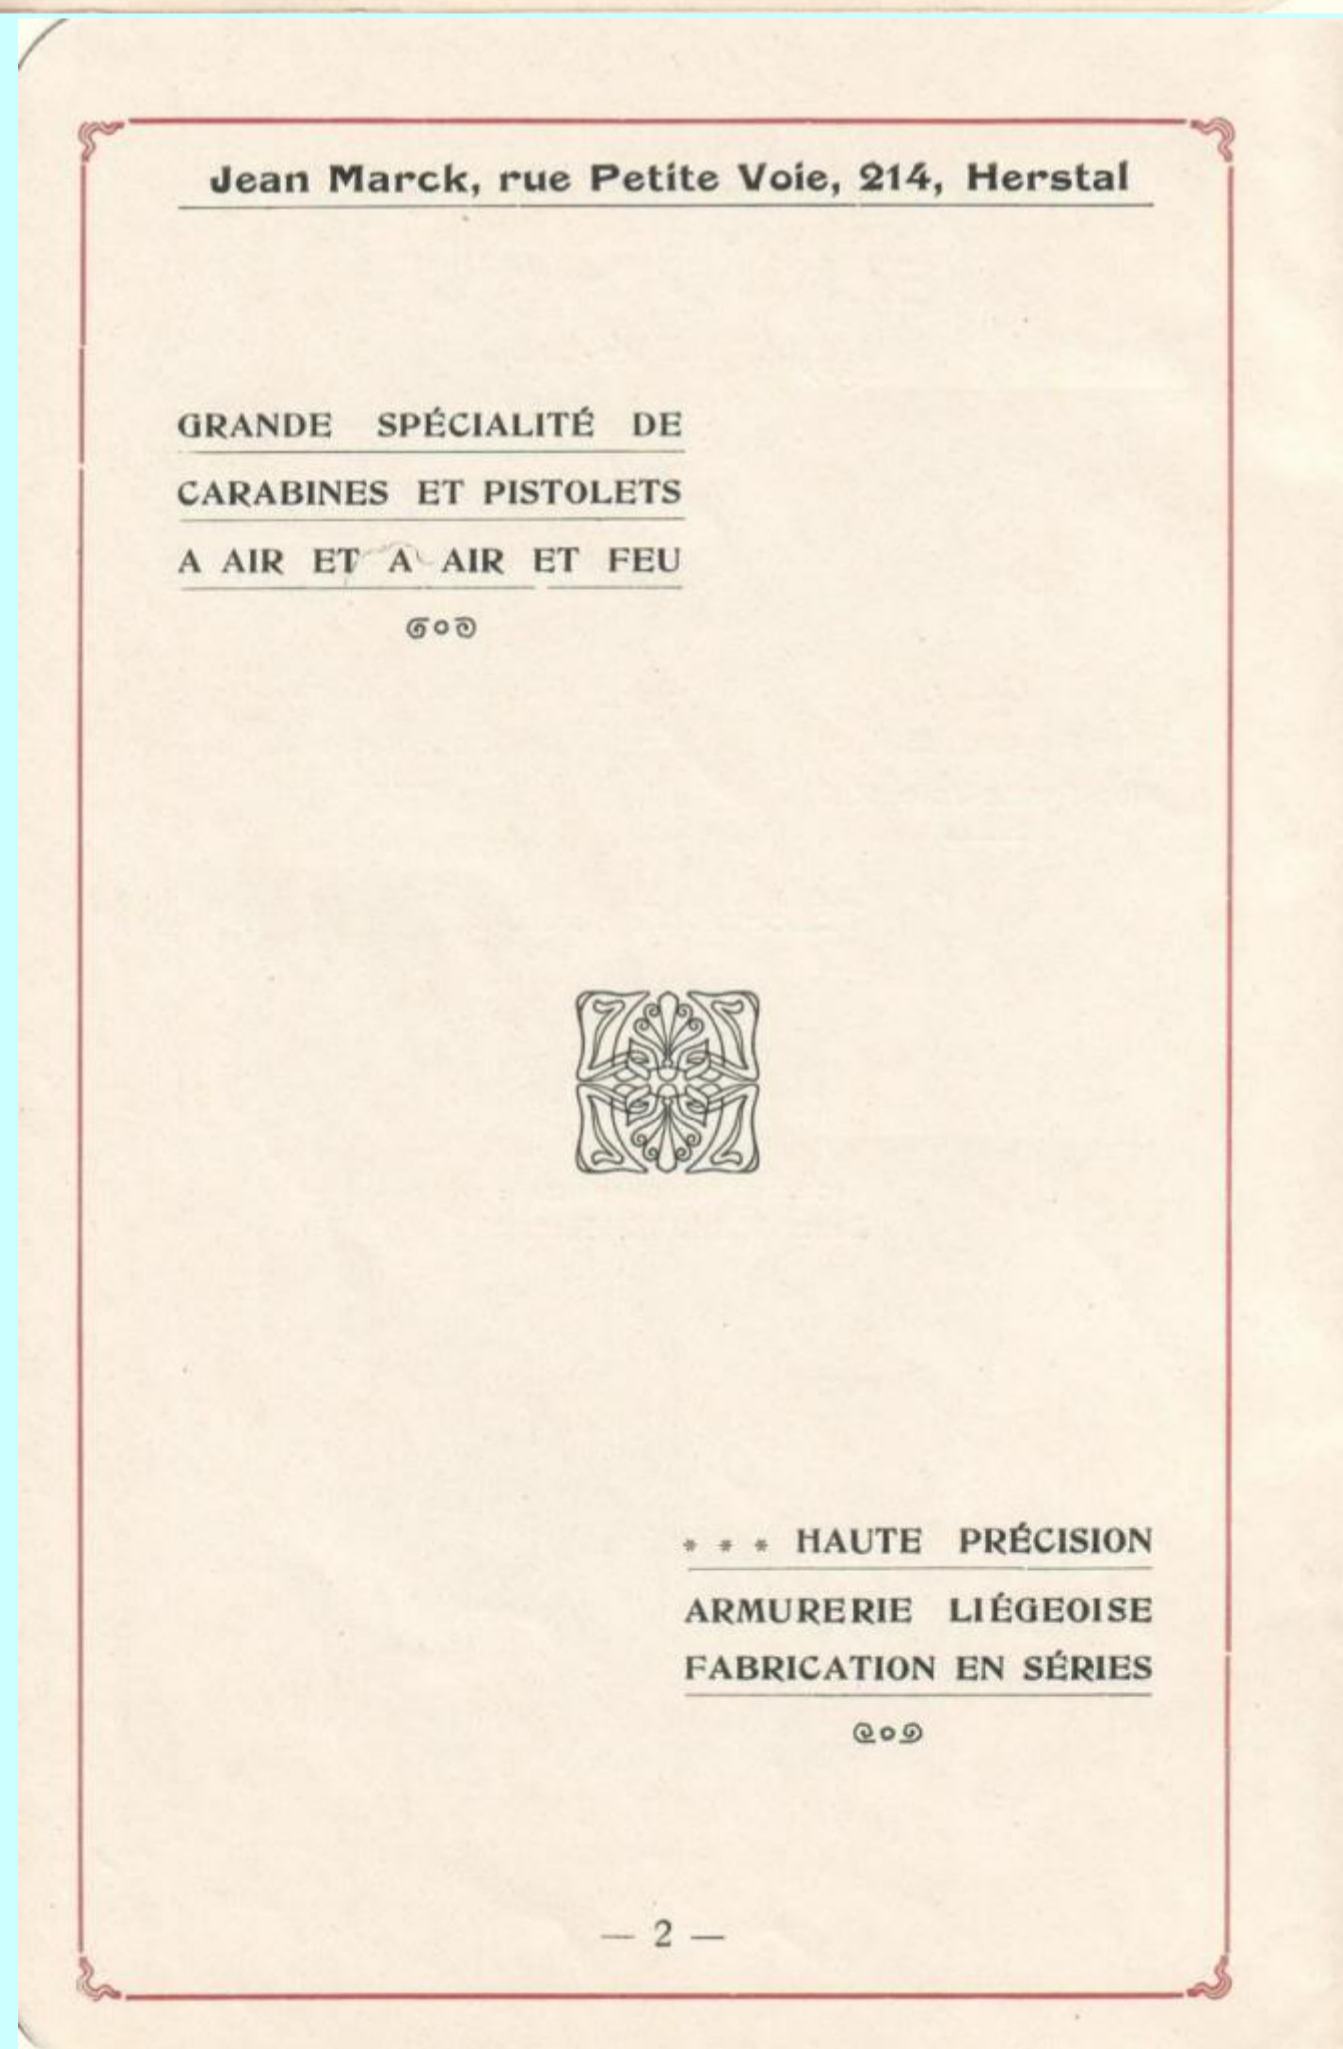 Jean Marck, rue Petite Voie, 214, Herstal
GRANDE SPÉCIALITÉ DE
CARABINES ET PISTOLETS
A AIR ET A AIR ET FEU
* * * HAUTE PRÉCISION
ARMURERIE LIÉGEOISE
FABRICATION EN SÉRIES
— 2 —